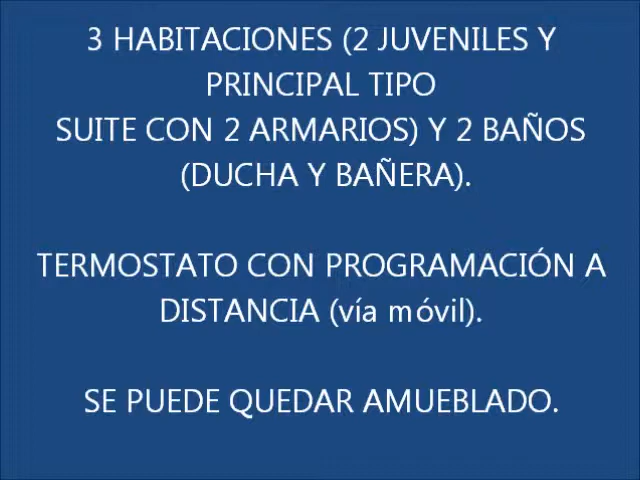 3 HABITACIONES (2 JUVENILES Y
PRINCIPAL TIPO
SUITE CON 2 ARMARIOS) Y 2 BAÑOS
(DUCHA Y BAÑERA).
TERMOSTATO CON PROGRAMACIÓN A
DISTANCIA (vía móvil).
SE PUEDE QUEDAR AMUEBLADO.